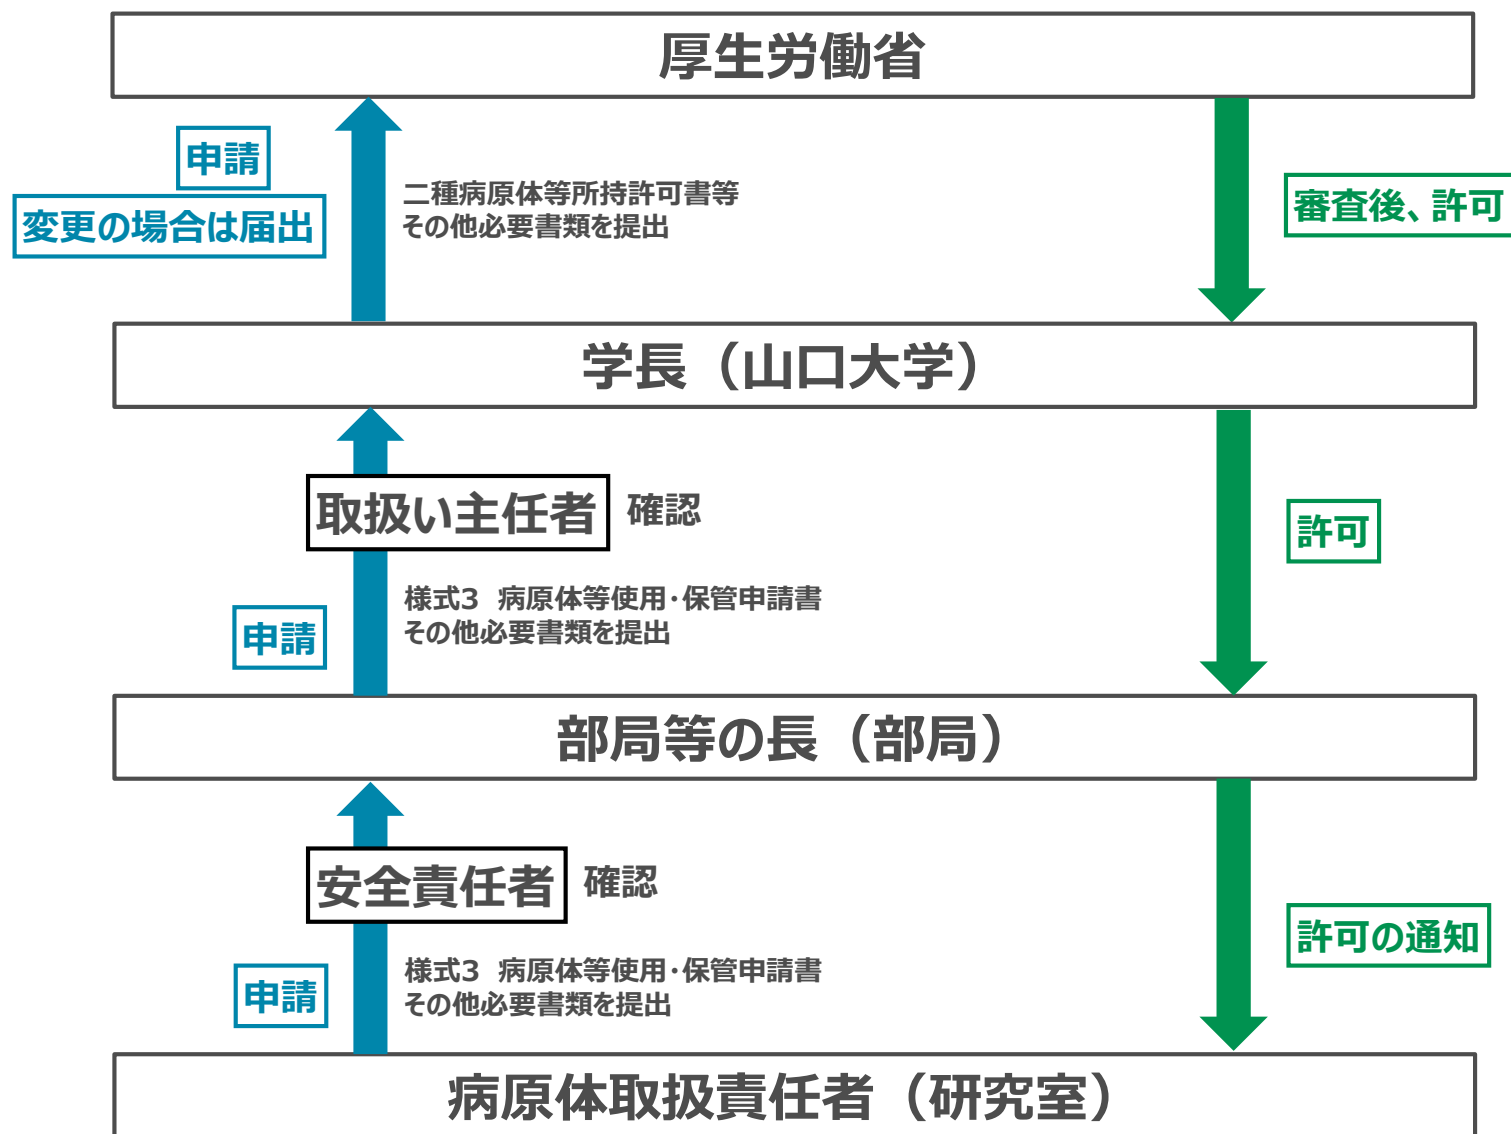 厚生労働省
申請
変更の場合は届出
二種病原体等所持許可書等
その他必要書類を提出
審査後、許可
学長（山口大学）
取扱い主任者 確認
許可
様式3 病原体等使用・保管申請書
その他必要書類を提出
申請
部局等の長（部局）
安全責任者 確認
許可の通知
様式3 病原体等使用・保管申請書
その他必要書類を提出
申請
病原体取扱責任者（研究室）